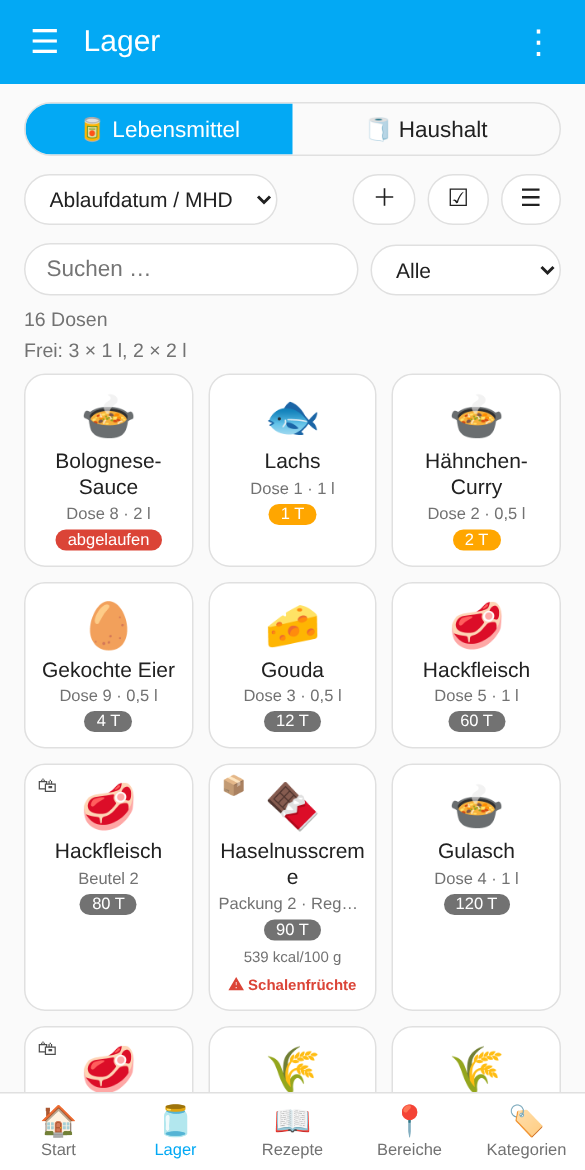 Lager
Lebensmittel
Haushalt
Ablaufdatum / MHD
Suchen …
Alle
16 Dosen
Frei: 3 × 1 l, 2 × 2 l
Bolognese-
Sauce
Dose 8 · 2 l
abgelaufen
Lachs
Dose 1 · 1 l
1 T
Hähnchen-
Curry
Dose 2 · 0,5 l
2 T
Gekochte Eier
Dose 9 · 0,5 l
4 T
Gouda
Dose 3 · 0,5 l
12 T
Hackfleisch
Dose 5 · 1 l
60 T
Hackfleisch
Beutel 2
80 T
Haselnusscrem
e
Packung 2 · Reg…
90 T
539 kcal/100 g
Schalenfrüchte
Gulasch
Dose 4 · 1 l
120 T
Start
Lager
Rezepte
Bereiche
Kategorien